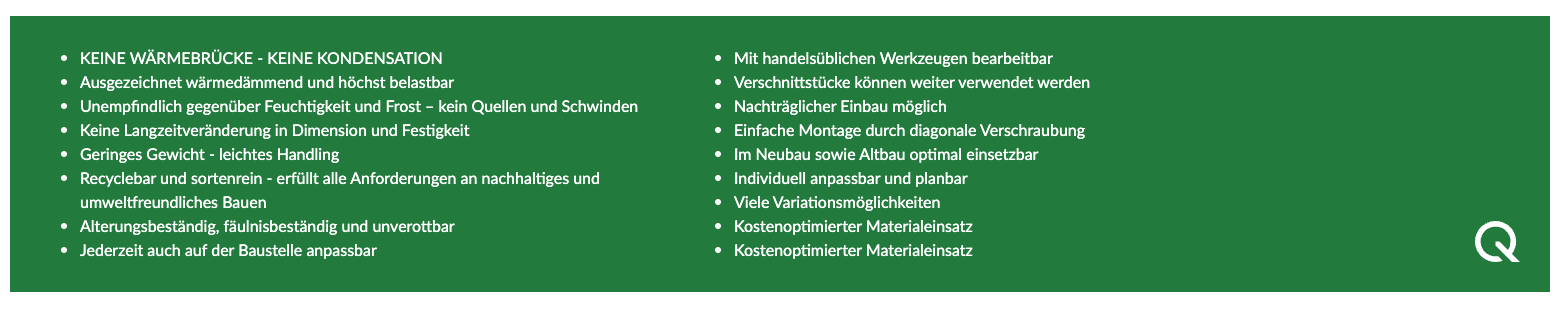 • KEINE WÄRMEBRÜCKE - KEINE KONDENSATION
• Ausgezeichnet wärmedämmend und höchst belastbar
• Unempfindlich gegenüber Feuchtigkeit und Frost – kein Quellen und Schwinden
• Keine Langzeitveränderung in Dimension und Festigkeit
• Geringes Gewicht - leichtes Handling
• Recyclebar und sortenrein - erfüllt alle Anforderungen an nachhaltiges und
umweltfreundliches Bauen
• Alterungsbeständig, fäulnisbeständig und unverottbar
• Jederzeit auch auf der Baustelle anpassbar
• Mit handelsüblichen Werkzeugen bearbeitbar
• Verschnittstücke können weiter verwendet werden
• Nachträglicher Einbau möglich
• Einfache Montage durch diagonale Verschraubung
• Im Neubau sowie Altbau optimal einsetzbar
• Individuell anpassbar und planbar
• Viele Variationsmöglichkeiten
• Kostenoptimierter Materialeinsatz
• Kostenoptimierter Materialeinsatz
Q